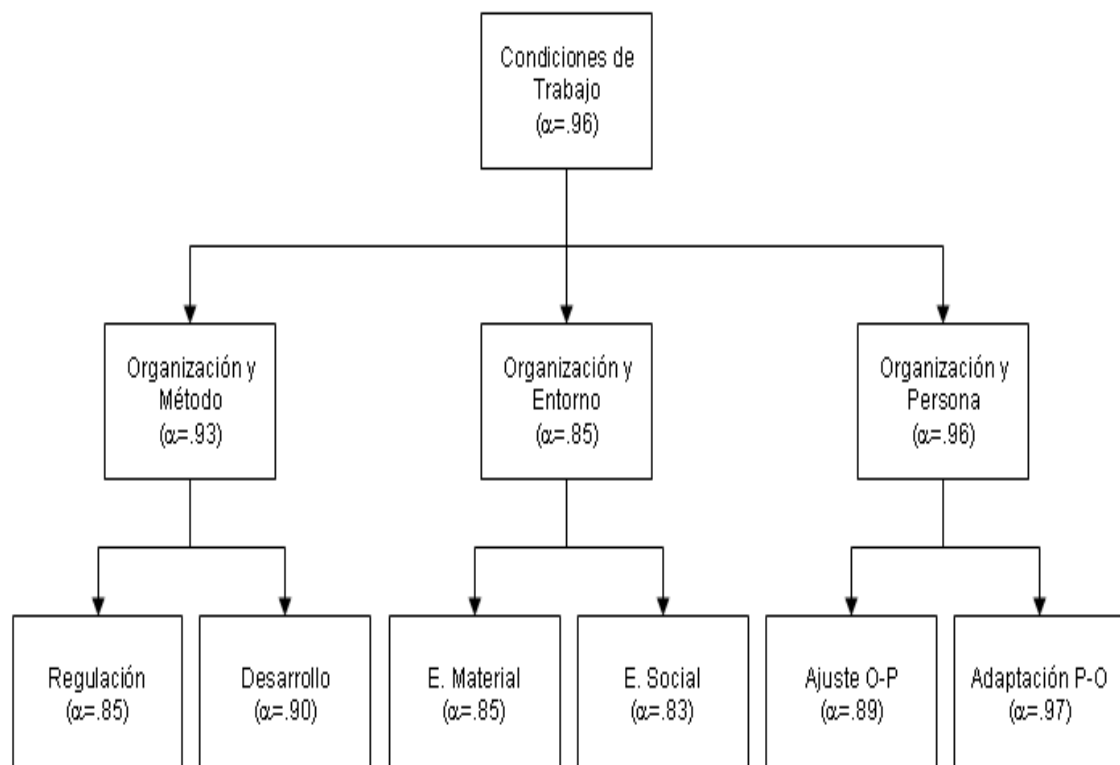 Condiciones de
Trabajo
(α=.96)
Organización y
Método
(α=.93)
Organización y
Entorno
(α=.85)
Organización y
Persona
(α=.96)
Regulación
(α=.85)
Desarrollo
(α=.90)
E. Material
(α=.85)
E. Social
(α=.83)
Ajuste O-P
(α=.89)
Adaptación P-O
(α=.97)